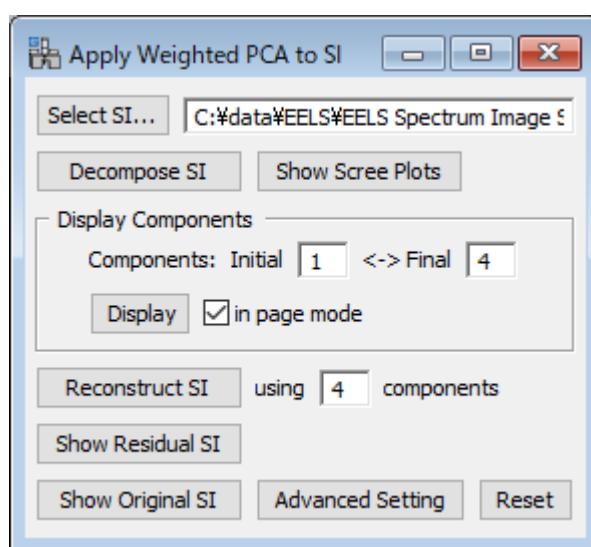 Apply Weighted PCA to SI
Select SI... C:¥data¥EELS¥EELS Spectrum Image S
Decompose SI Show Scree Plots
Display Components
Components: Initial 1 <-> Final 4
Display in page mode
Reconstruct SI using 4 components
Show Residual SI
Show Original SI Advanced Setting Reset